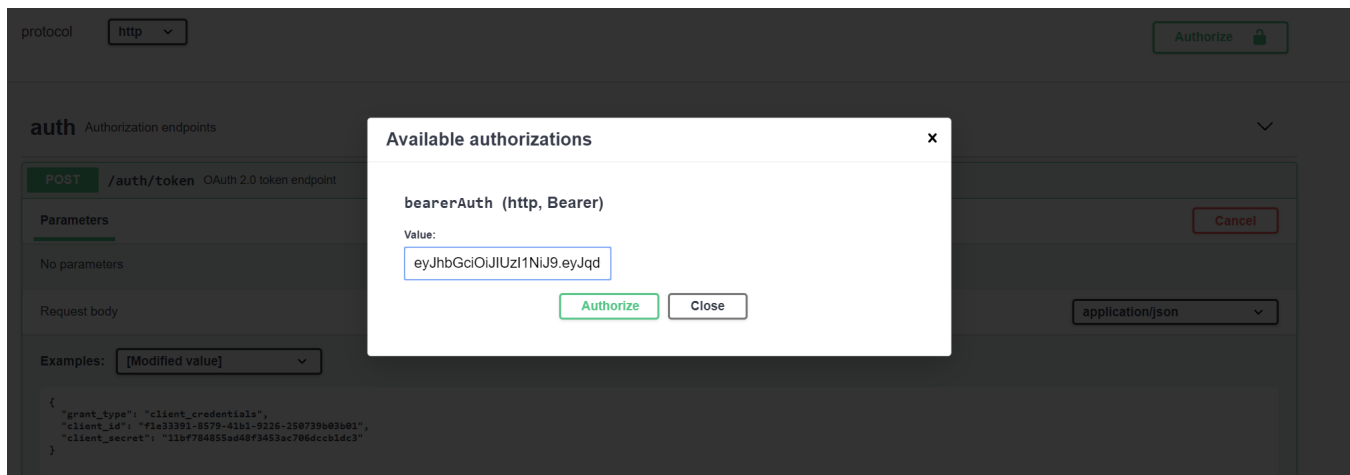 protocol http Authorize
auth Authorization endpoints
Available authorizations x
POST /auth/token OAuth 2.0 token endpoint
bearerAuth (http, Bearer)
Parameters Cancel
Value:
eyJhbGciOiJIUzI1NiJ9.eyJqd
No parameters
Authorize Close
Request body application/json
Examples: [Modified value]
{
"grant_type": "client_credentials",
"client_id": "f1e33391-8579-41b1-9226-250739b03b01",
"client_secret": "11bf784855ad48f3453ac706dccb1dc3"
}